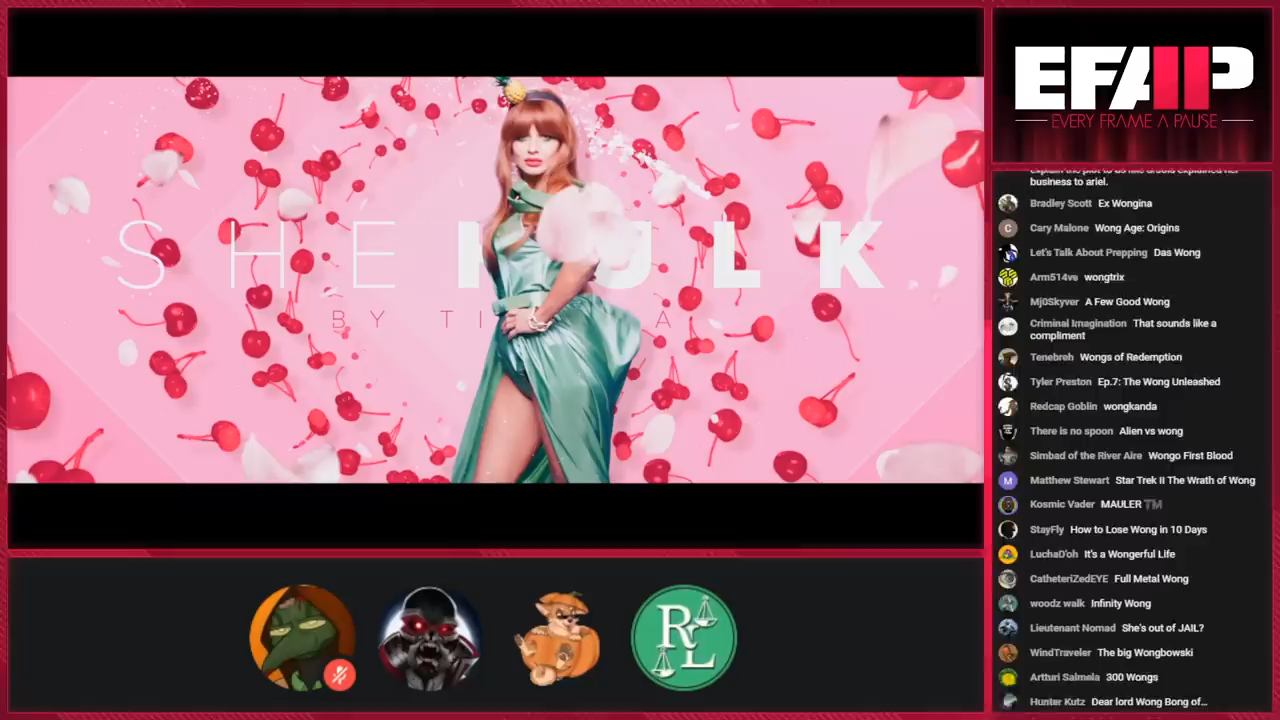 SHE HULK
BY TI A
EFAP
EVERY FRAME A PAUSE
business to ariel.
Bradley Scott Ex Wongina
Cary Malone Wong Age: Origins
Let's Talk About Prepping Das Wong
Arm514ve wongtrix
Mj0Skyver A Few Good Wong
Criminal Imagination That sounds like a
compliment
Tenebreh Wongs of Redemption
Tyler Preston Ep.7: The Wong Unleashed
Redcap Goblin wongkanda
There is no spoon Alien vs wong
Simbad of the River Aire Wongo First Blood
M
Matthew Stewart Star Trek II The Wrath of Wong
Kosmic Vader MAULER TM
StayFly How to Lose Wong in 10 Days
LuchaD'oh It's a Wongerful Life
CatheteriZedEYE Full Metal Wong
woodz walk Infinity Wong
Lieutenant Nomad She's out of JAIL?
WindTraveler The big Wongbowski
Artturi Salmela 300 Wongs
Hunter Kutz Dear lord Wong Bong of...
C
RL